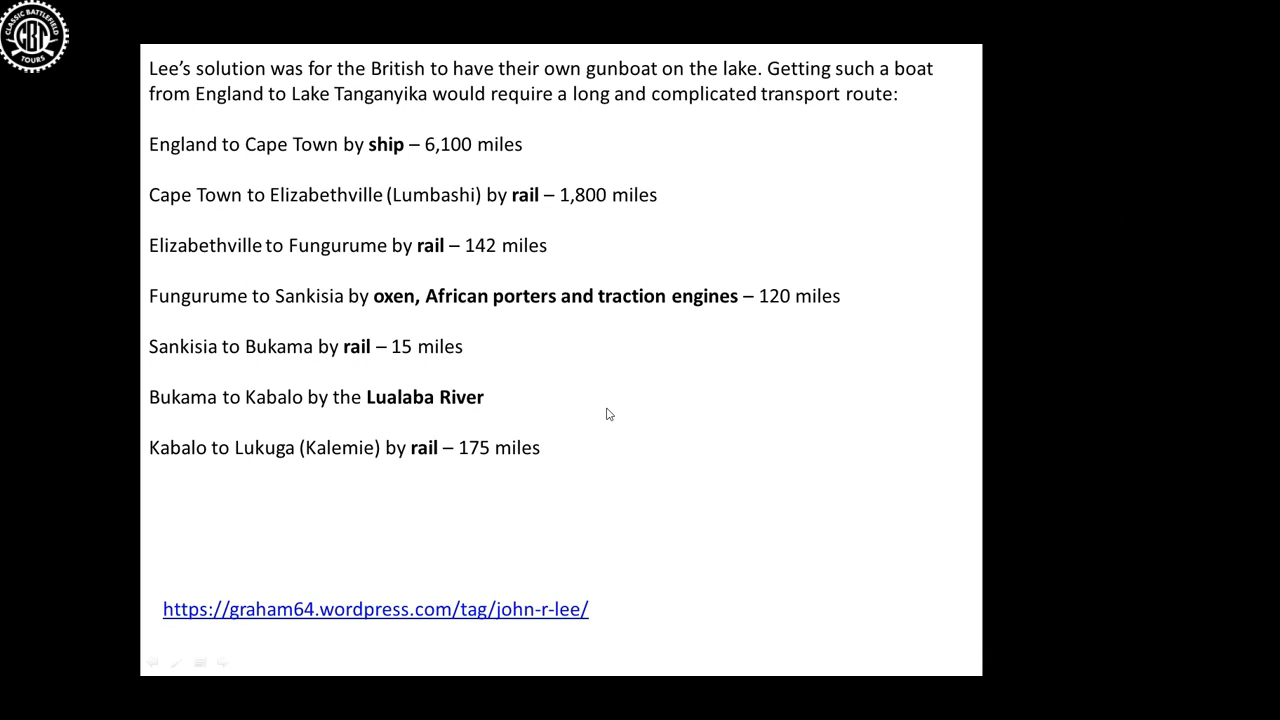 CLASSIC BATTLEFIELD
CBT
TOURS
Lee's solution was for the British to have their own gunboat on the lake. Getting such a boat
from England to Lake Tanganyika would require a long and complicated transport route:
England to Cape Town by ship – 6,100 miles
Cape Town to Elizabethville (Lumbashi) by rail – 1,800 miles
Elizabethville to Fungurume by rail – 142 miles
Fungurume to Sankisia by oxen, African porters and traction engines – 120 miles
Sankisia to Bukama by rail – 15 miles
Bukama to Kabalo by the Lualaba River
Kabalo to Lukuga (Kalemie) by rail – 175 miles
https://graham64.wordpress.com/tag/john-r-lee/